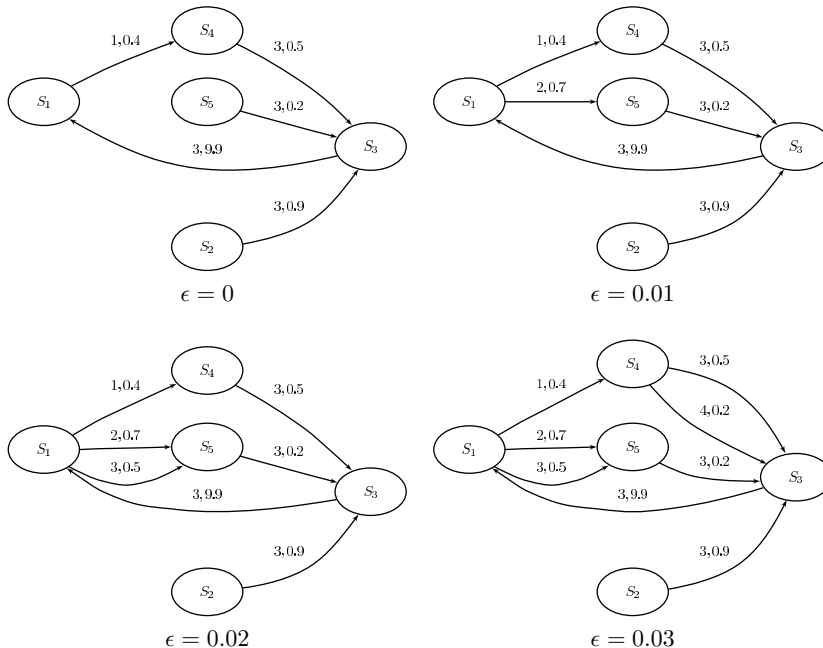 S₄
1,0.4
3,0.5
S₁
S₅
3,0.2
3,9.9
S₃
3,0.9
S₂
ϵ = 0
S₄
1,0.4
3,0.5
2,0.7
S₁
S₅
3,0.2
3,9.9
S₃
3,0.9
S₂
ϵ = 0.01
S₄
1,0.4
3,0.5
2,0.7
S₁
S₅
3,0.5
3,0.2
3,9.9
S₃
3,0.9
S₂
ϵ = 0.02
S₄
3,0.5
1,0.4
4,0.2
2,0.7
S₁
S₅
3,0.5
3,0.2
3,9.9
S₃
3,0.9
S₂
ϵ = 0.03